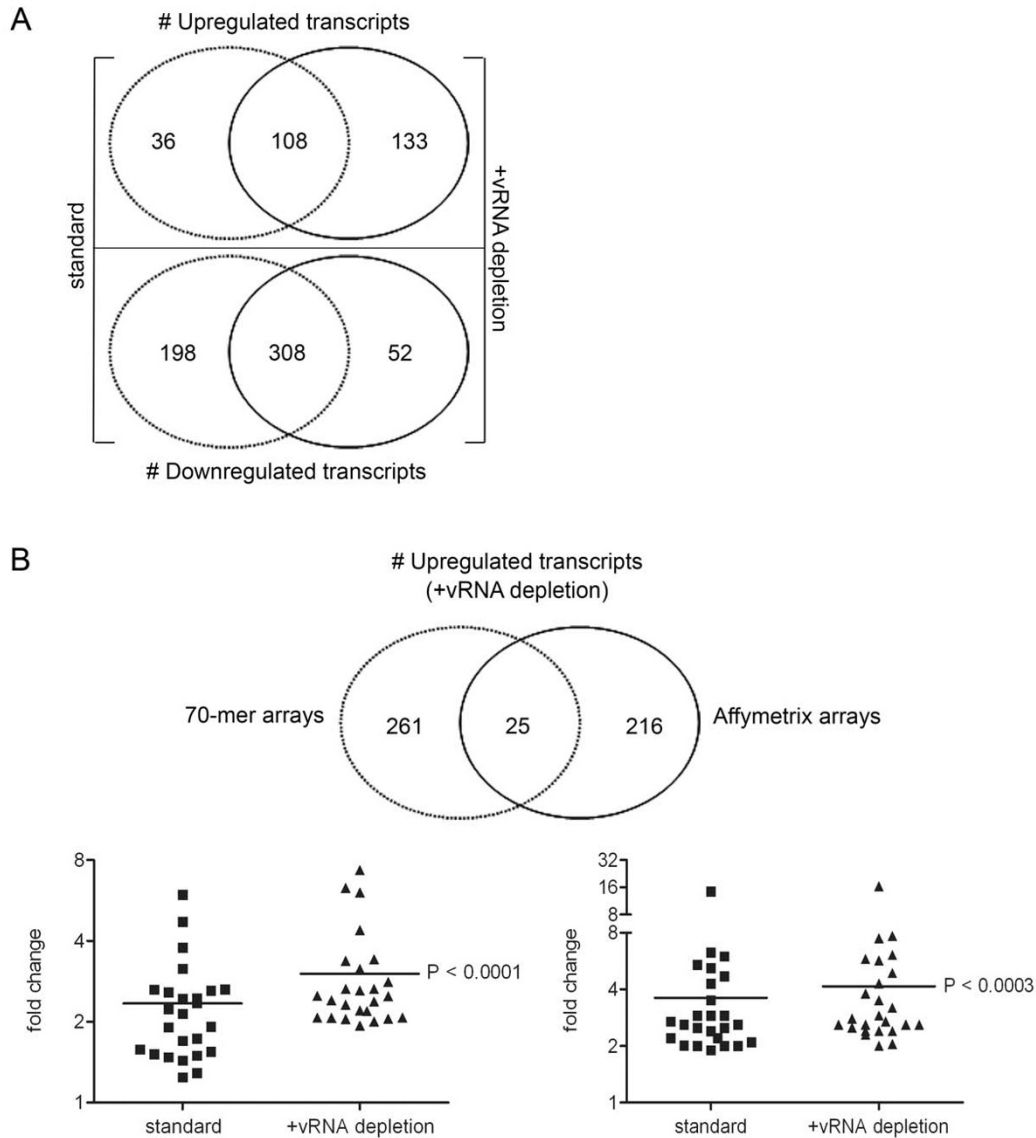 A
# Upregulated transcripts
36 108 133
standard
+vRNA depletion
198 308 52
# Downregulated transcripts
B
# Upregulated transcripts
(+vRNA depletion)
70-mer arrays 261 25 216 Affymetrix arrays
8
4
2
1
fold change
P < 0.0001
standard +vRNA depletion
32
16
8
8
4
2
1
fold change
P < 0.0003
standard +vRNA depletion